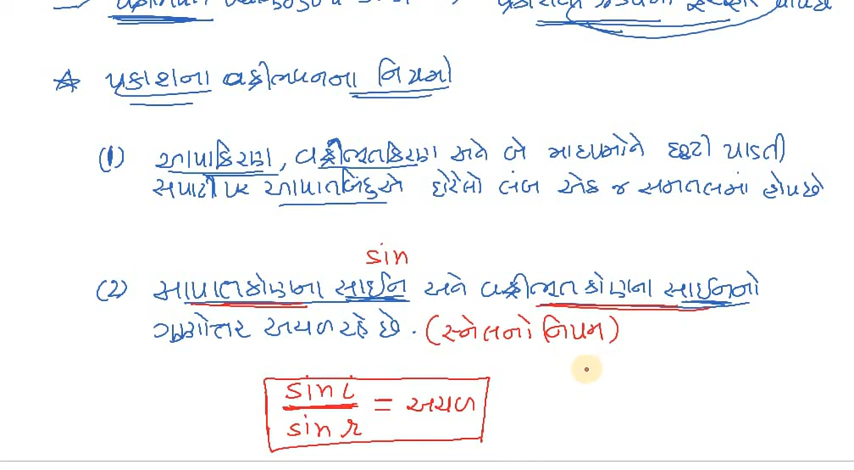 ★ પ્રકાશના વક્રીભવનના નિયમો
(1) આપાતકિરણ, વક્રીભૂતકિરણ અને બે માધ્યમોને છૂટી પાડતી
સપાટી પર આપાતબિંદુએ દોરેલો લંબ એક જ સમતલમાં હોય છે
sin
(2) આપાતકોણના સાઈન અને વક્રીભૂતકોણના સાઈનનો
ગુણોત્તર અચળ રહે છે. (સ્નેલનો નિયમ)
sin i
= અચળ
sin r